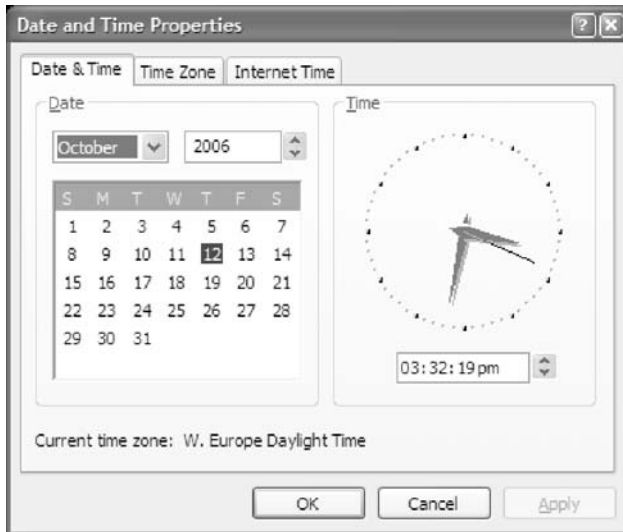 Date and Time Properties
Date & Time Time Zone Internet Time
Date
October 2006
S M T W T F S
1 2 3 4 5 6 7
8 9 10 11 12 13 14
15 16 17 18 19 20 21
22 23 24 25 26 27 28
29 30 31
Time
03:32:19 pm
Current time zone: W. Europe Daylight Time
OK Cancel Apply